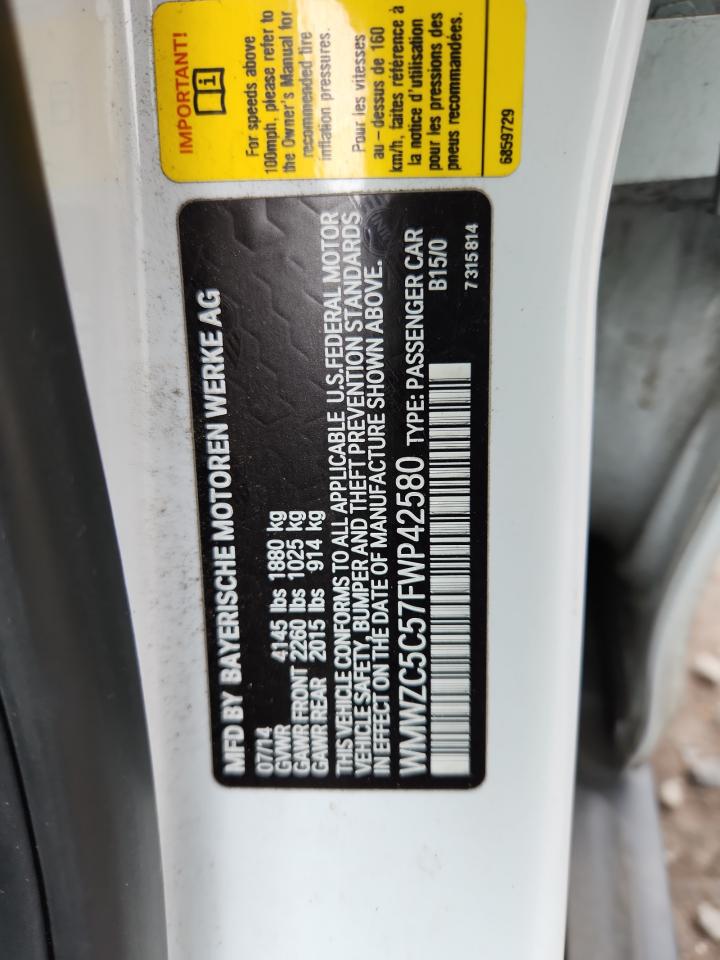 MFD BY BAYERISCHE MOTOREN WERKE AG
07/14
GVWR 4145 lbs 1880 kg
GAWR FRONT 2260 lbs 1025 kg
GAWR REAR 2015 lbs 914 kg
THIS VEHICLE CONFORMS TO ALL APPLICABLE U.S. FEDERAL MOTOR
VEHICLE SAFETY, BUMPER AND THEFT PREVENTION STANDARDS
IN EFFECT ON THE DATE OF MANUFACTURE SHOWN ABOVE.
WMWZC5C57FWP42580 TYPE: PASSENGER CAR
B15/0
7315814
IMPORTANT!
For speeds above
100mph, please refer to
the Owner's Manual for
recommended tire
inflation pressures.
Pour les vitesses
au-dessus de 160
km/h, faites référence à
la notice d'utilisation
pour les pressions des
pneus recommandées.
6859729